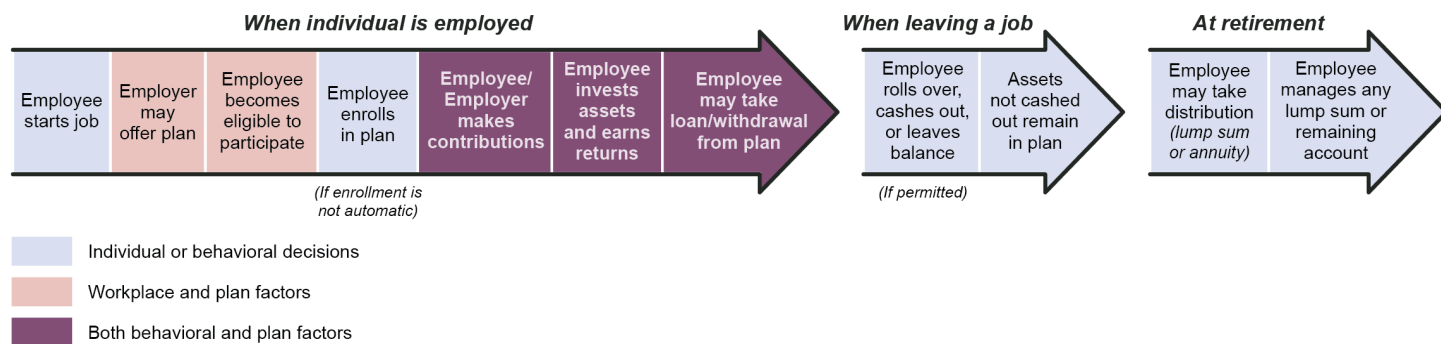 When individual is employed
When leaving a job
At retirement
Employee
starts job
Employer
may
offer plan
Employee
becomes
eligible to
participate
Employee
enrolls
in plan
Employee/
Employer
makes
contributions
Employee
invests
assets
and earns
returns
Employee
may take
loan/withdrawal
from plan
Employee
rolls over,
cashes out,
or leaves
balance
Assets
not cashed
out remain
in plan
Employee
may take
distribution
(lump sum
or annuity)
Employee
manages any
lump sum or
remaining
account
(If enrollment is
not automatic)
(If permitted)
Individual or behavioral decisions
Workplace and plan factors
Both behavioral and plan factors